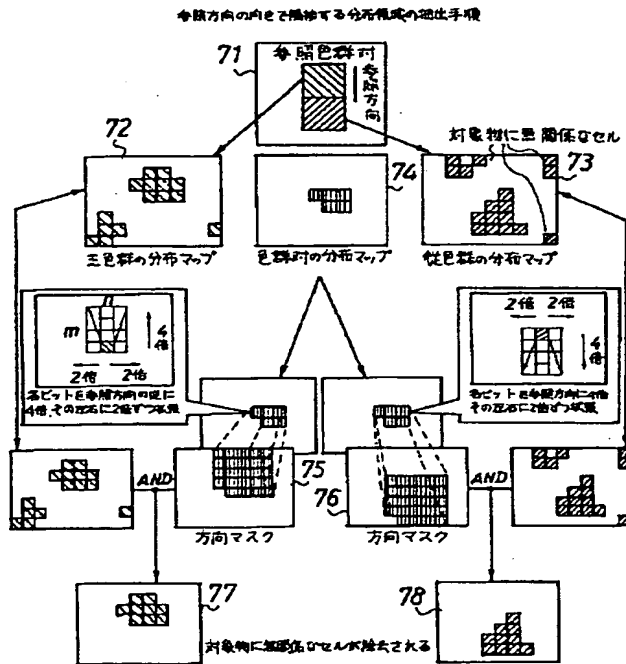 参照方向の向きで隣接する分布領域の抽出手順
71
参照色群対
参照方向
72
74
対象物に無関係なセル
73
主色群の分布マップ
色群対の分布マップ
従色群の分布マップ
n
m
4倍
2倍 2倍
各ビットを参照方向の逆に
4倍、その左右に2倍ずつ拡張
2倍 2倍
4倍
各ビットを参照方向に4倍
その左右に2倍ずつ拡張
AND
75
方向マスク
76
方向マスク
AND
77
78
対象物に無関係なセルが除去される